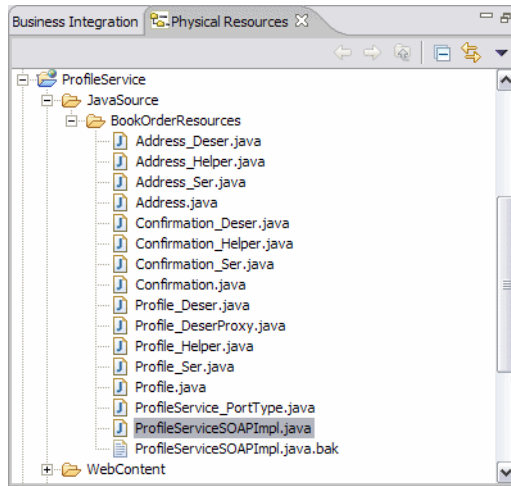 Business Integration Physical Resources
ProfileService
JavaSource
BookOrderResources
Address_Deser.java
Address_Helper.java
Address_Ser.java
Address.java
Confirmation_Deser.java
Confirmation_Helper.java
Confirmation_Ser.java
Confirmation.java
Profile_Deser.java
Profile_DeserProxy.java
Profile_Helper.java
Profile_Ser.java
Profile.java
ProfileService_PortType.java
ProfileServiceSOAPImpl.java
ProfileServiceSOAPImpl.java.bak
WebContent